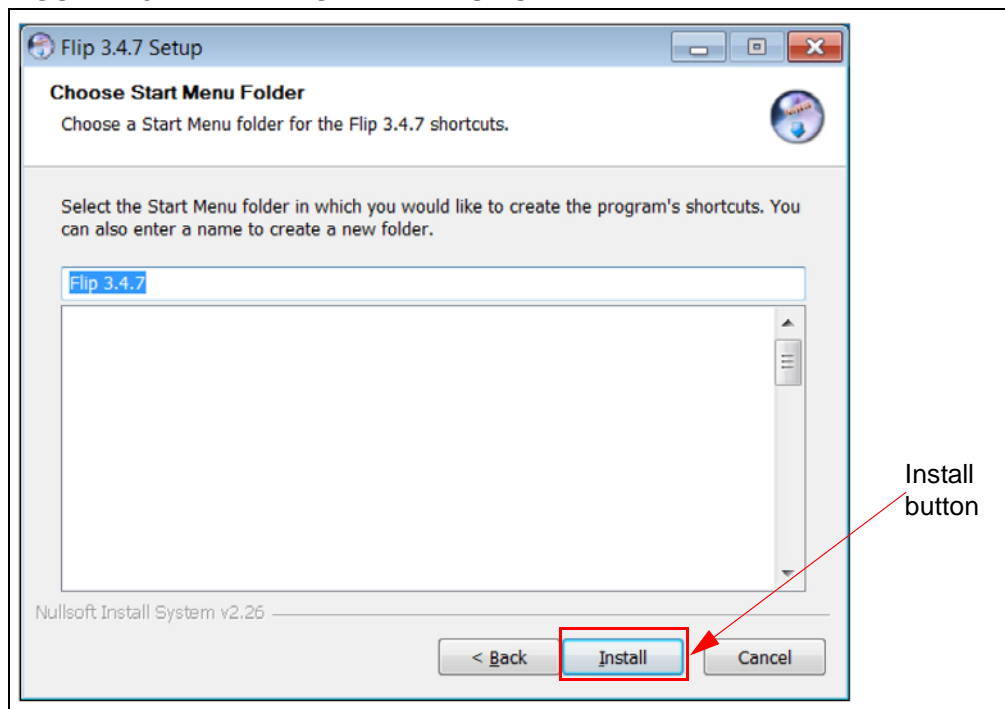 Flip 3.4.7 Setup
Choose Start Menu Folder
Choose a Start Menu folder for the Flip 3.4.7 shortcuts.
Select the Start Menu folder in which you would like to create the program's shortcuts. You
can also enter a name to create a new folder.
Flip 3.4.7
Install
button
Nullsoft Install System v2.26
< Back
Install
Cancel